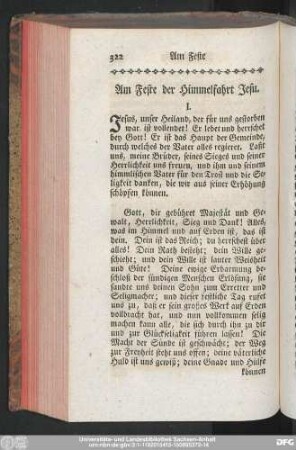 322 Am Feste
Am Feste der Himmelfahrt Jesu.
I.
Jesus, unser Heiland, der für uns gestorben
war, ist vollendet! Er lebet und herrschet
bey Gott! Er ist das Haupt der Gemeinde,
durch welches der Vater alles regieret. Laßt
uns, meine Brüder, seines Sieges und seiner
Herrlichkeit uns freuen, und ihm und seinem
himmlischen Vater für den Trost und die Se-
ligkeit danken, die wir aus seiner Erhöhung
schöpfen können.
Gott, dir gebühret Majestät und Ge-
walt, Herrlichkeit, Sieg und Dank! Alles,
was im Himmel und auf Erden ist, das ist
dein. Dein ist das Reich; du herrschest über
alles! Dein Rath besteht; dein Wille ge-
schieht; und dein Wille ist lauter Weisheit
und Güte! Deine ewige Erbarmung be-
schloß der sündigen Menschen Erlösung, sie
sandte uns deinen Sohn zum Erretter und
Seligmacher; und dieser festliche Tag rufet
uns zu, daß er sein großes Werk auf Erden
vollbracht hat, und nun vollkommen selig
machen kann alle, die sich durch ihn zu dir
und zur Glückseligkeit führen lassen! Die
Macht der Sünde ist geschwächt; der Weg
zur Freyheit steht uns offen; deine väterliche
Huld ist uns gewiß; deine Gnade und Hülfe
können
Universitäts- und Landesbibliothek Sachsen-Anhalt
DFG